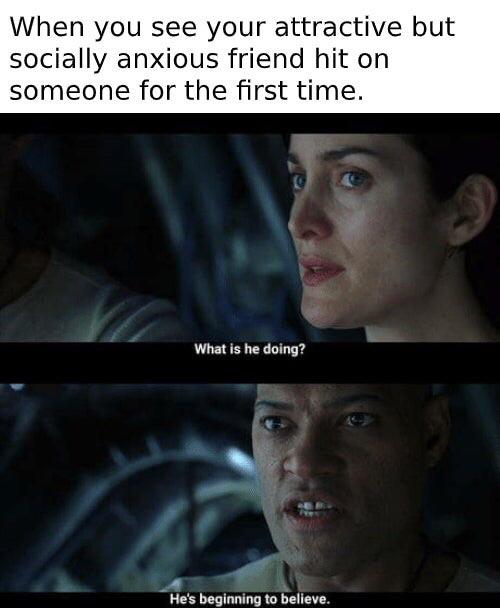 When you see your attractive but
socially anxious friend hit on
someone for the first time.
What is he doing?
He's beginning to believe.